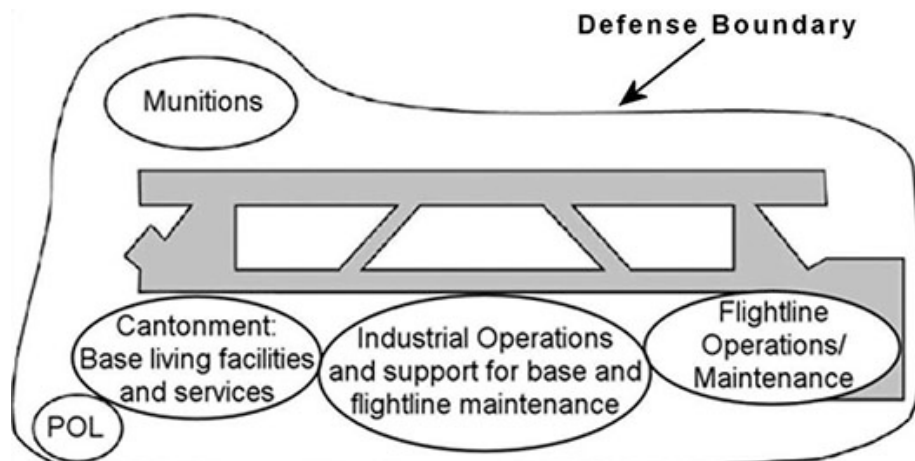 Defense Boundary
Munitions
Cantonment:
Base living facilities
and services
Industrial Operations
and support for base and
flightline maintenance
Flightline
Operations/
Maintenance
POL